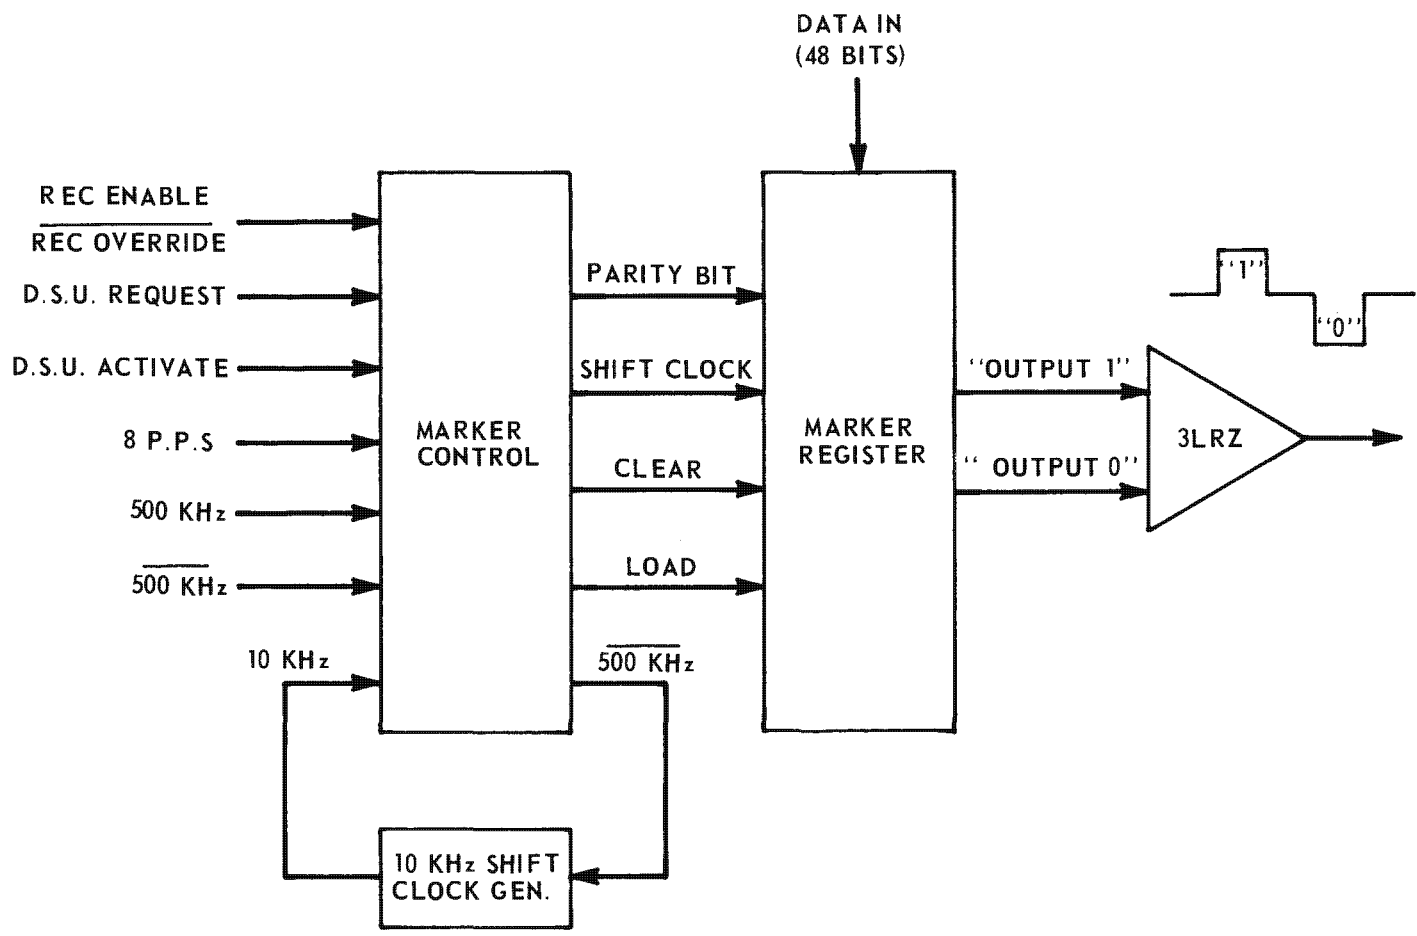 DATA IN
(48 BITS)
REC ENABLE
REC OVERRIDE
D.S.U. REQUEST
D.S.U. ACTIVATE
8 P.P.S
500 KHz
500 KHz
10 KHz
MARKER
CONTROL
PARITY BIT
SHIFT CLOCK
CLEAR
LOAD
500 KHz
MARKER
REGISTER
"OUTPUT 1"
" OUTPUT 0"
"1"
"0"
3LRZ
10 KHz SHIFT
CLOCK GEN.